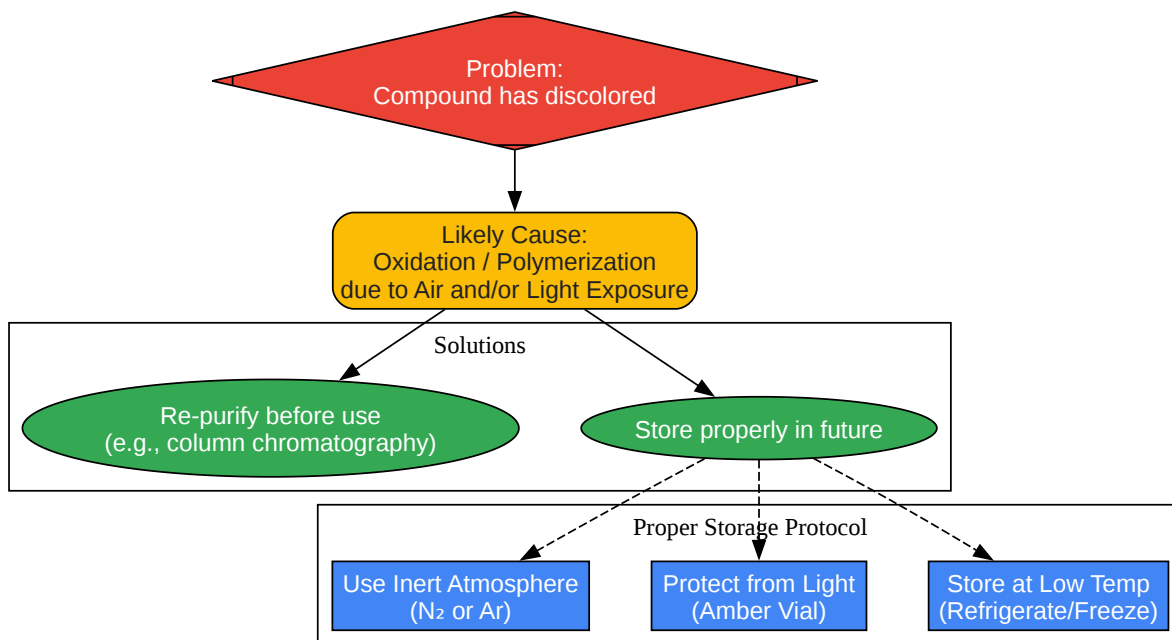 Problem:
Compound has discolored
Likely Cause:
Oxidation / Polymerization
due to Air and/or Light Exposure
Solutions
Re-purify before use
(e.g., column chromatography)
Store properly in future
Proper Storage Protocol
Use Inert Atmosphere
(N₂ or Ar)
Protect from Light
(Amber Vial)
Store at Low Temp
(Refrigerate/Freeze)